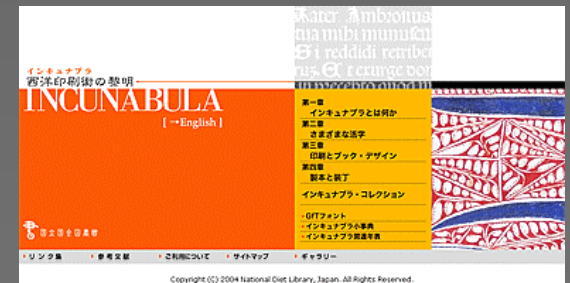 Kater Ambrosius
tua mihi munuscu
インキュナブラ
西洋印刷術の黎明
INCUNABULA
[ →English ]
第一章
インキュナブラとは何か
第二章
さまざまな活字
第三章
印刷とブック・デザイン
第四章
製本と装丁
インキュナブラ・コレクション
・GfTフォント
・インキュナブラ小事典
・インキュナブラ関連年表
国立国会図書館
・リンク集 ・参考文献 ・ご利用について ・サイトマップ ・ギャラリー
Copyright (C) 2004 National Diet Library, Japan. All Rights Reserved.